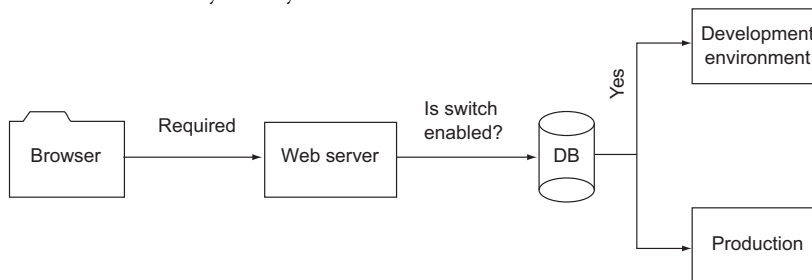 Browser
Required
Web server
Is switch
enabled?
DB
Yes
Development
environment
Production